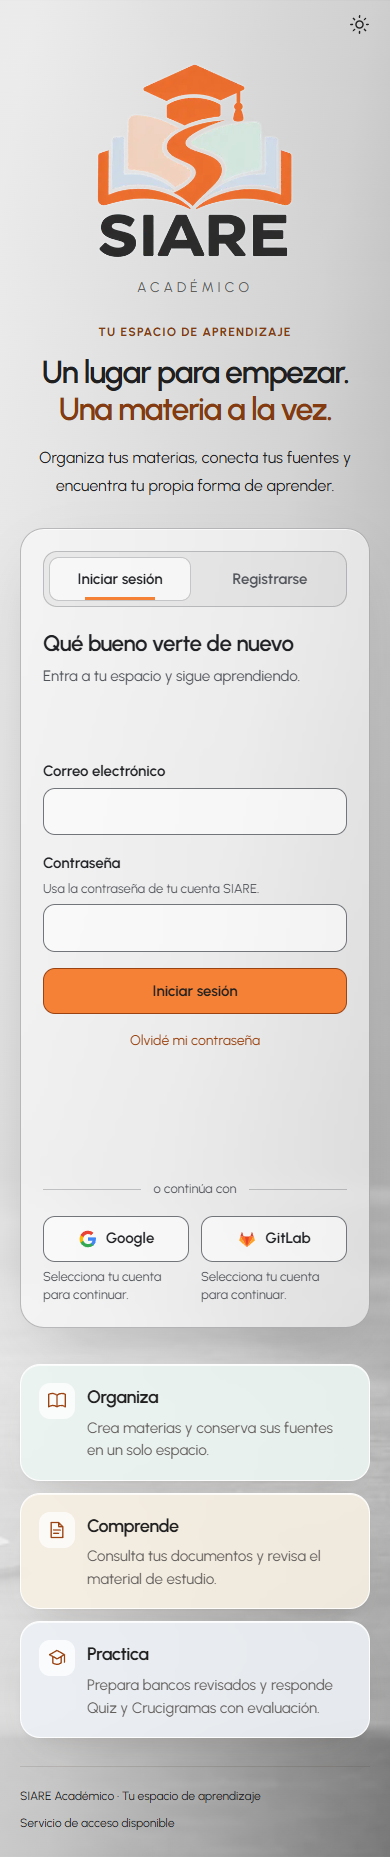 SIARE
ACADÉMICO
TU ESPACIO DE APRENDIZAJE
Un lugar para empezar.
Una materia a la vez.
Organiza tus materias, conecta tus fuentes y
encuentra tu propia forma de aprender.
Iniciar sesión
Registrarse
Qué bueno verte de nuevo
Entra a tu espacio y sigue aprendiendo.
Correo electrónico
Contraseña
Usa la contraseña de tu cuenta SIARE.
Iniciar sesión
Olvidé mi contraseña
o continúa con
Google
GitLab
Selecciona tu cuenta
para continuar.
Selecciona tu cuenta
para continuar.
Organiza
Crea materias y conserva sus fuentes
en un solo espacio.
Comprende
Consulta tus documentos y revisa el
material de estudio.
Practica
Prepara bancos revisados y responde
Quiz y Crucigramas con evaluación.
SIARE Académico · Tu espacio de aprendizaje
Servicio de acceso disponible